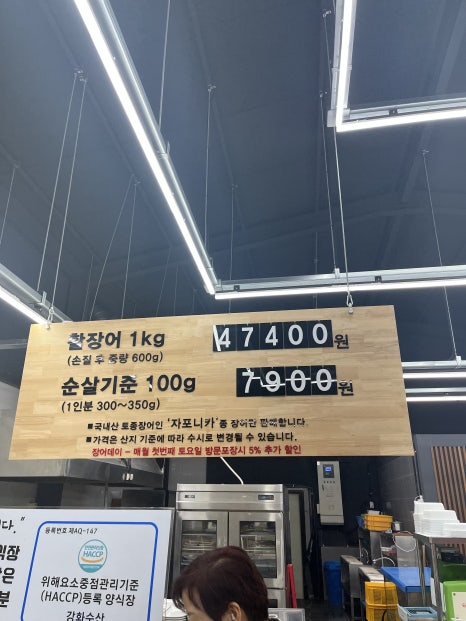 활장어 1kg 47400원
(손질 후 중량 600g)
순살기준 100g 7900원
(1인분 300~350g)
■국내산 토종장어인 '자포니카'종 장어만 판매합니다.
■가격은 산지 기준에 따라 수시로 변경될 수 있습니다.
장어데이 - 매월 첫번째 토요일 방문포장시 5% 추가 할인
등록번호 제AQ-147
HACCP
위해요소중점관리기준
(HACCP)등록 양식장
강화수산